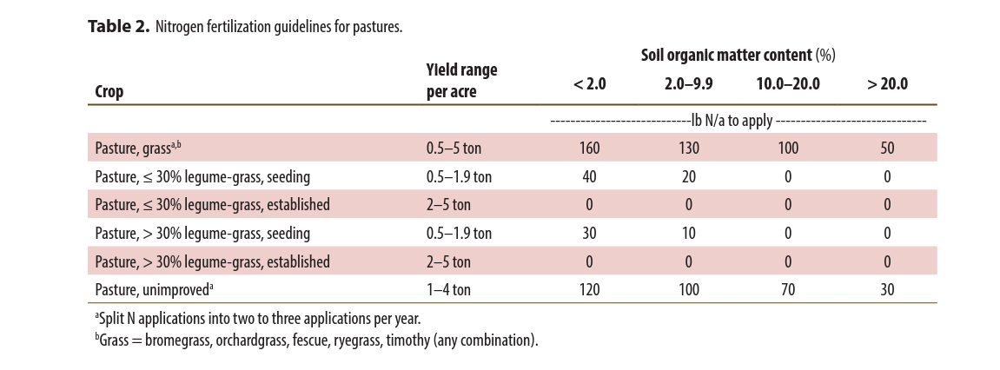 Table 2. Nitrogen fertilization guidelines for pastures.
Soil organic matter content (%)
Crop Yield range per acre < 2.0 2.0–9.9 10.0–20.0 > 20.0
---------------------------lb N/a to apply -----------------------------
Pasture, grassa,b 0.5–5 ton 160 130 100 50
Pasture, ≤ 30% legume-grass, seeding 0.5–1.9 ton 40 20 0 0
Pasture, ≤ 30% legume-grass, established 2–5 ton 0 0 0 0
Pasture, > 30% legume-grass, seeding 0.5–1.9 ton 30 10 0 0
Pasture, > 30% legume-grass, established 2–5 ton 0 0 0 0
Pasture, unimproveda 1–4 ton 120 100 70 30
aSplit N applications into two to three applications per year.
bGrass = bromegrass, orchardgrass, fescue, ryegrass, timothy (any combination).